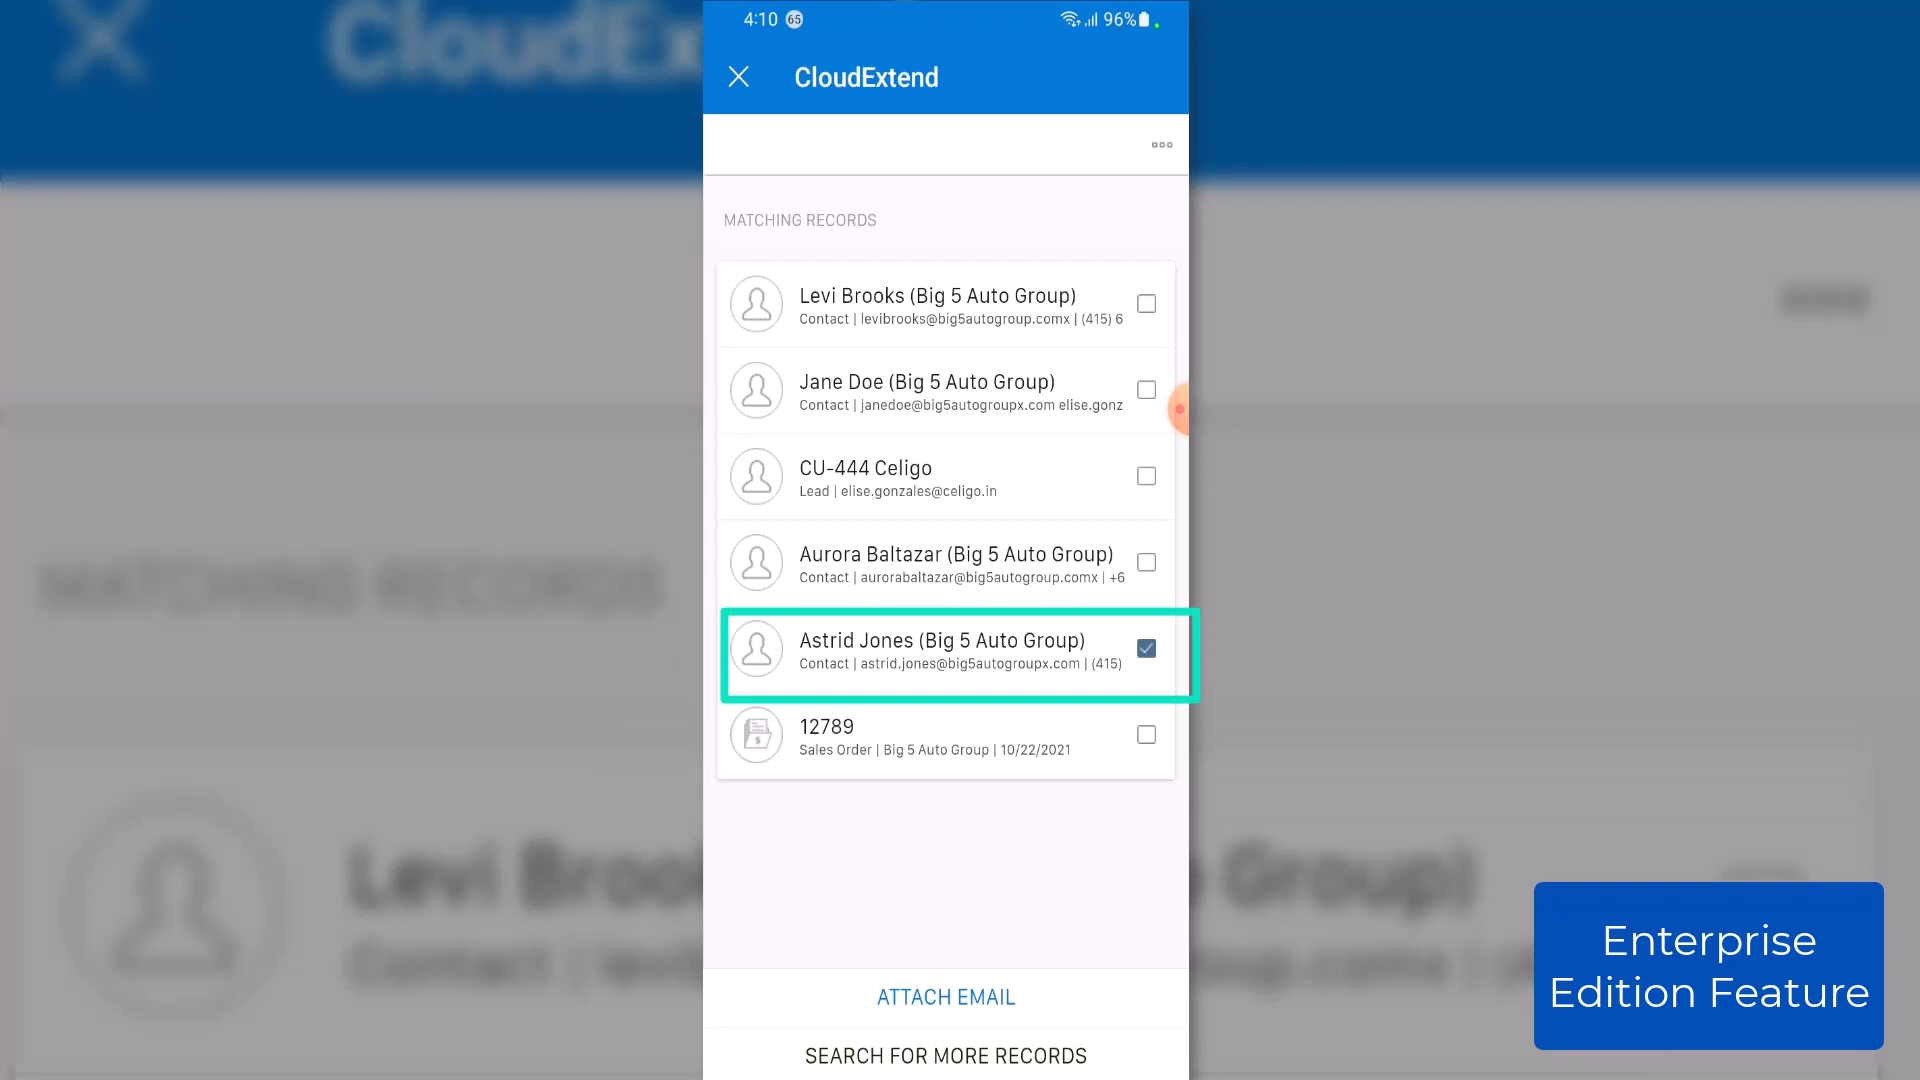 4:10 65 96%
CloudExtend
MATCHING RECORDS
Levi Brooks (Big 5 Auto Group)
Contact | levibrooks@big5autogroup.comx | (415) 6
Jane Doe (Big 5 Auto Group)
Contact | janedoe@big5autogroupx.com elise.gonz
CU-444 Celigo
Lead | elise.gonzales@celigo.in
Aurora Baltazar (Big 5 Auto Group)
Contact | aurorabaltazar@big5autogroup.comx | +6
Astrid Jones (Big 5 Auto Group)
Contact | astrid.jones@big5autogroupx.com | (415)
12789
Sales Order | Big 5 Auto Group | 10/22/2021
ATTACH EMAIL
SEARCH FOR MORE RECORDS
Enterprise
Edition Feature
CloudEx
MATCHING RECORDS
Levi Broo
Group)
Contact |